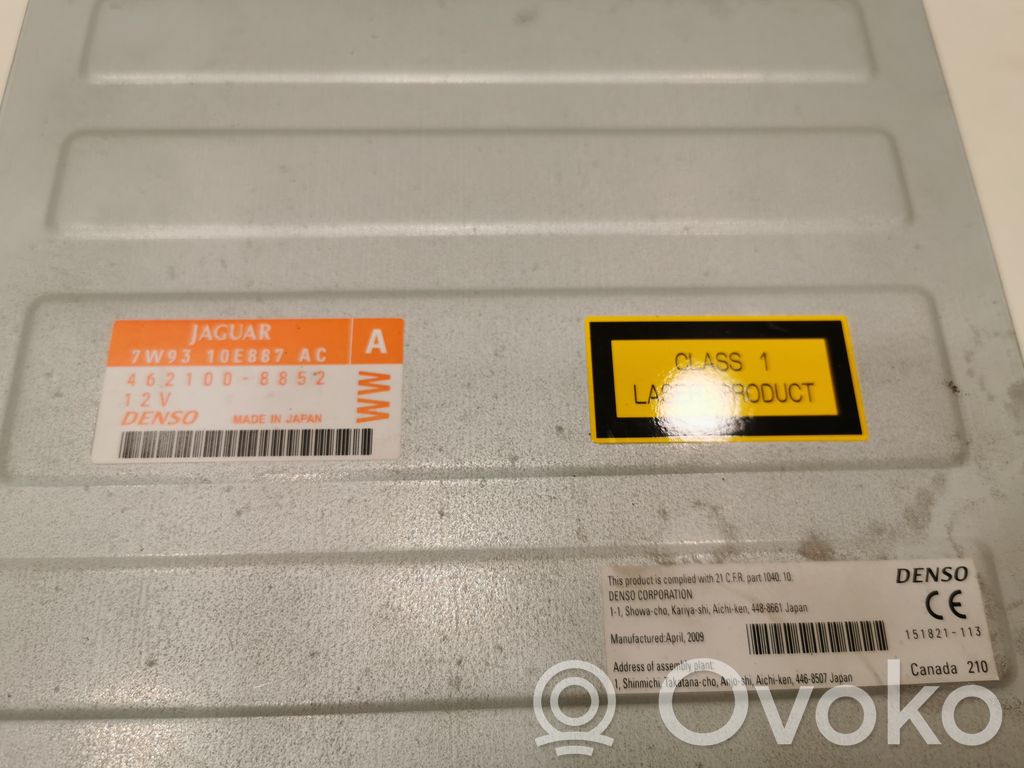 JAGUAR
7W93 10E887 AC
A
462100-8852
12V
WW
DENSO MADE IN JAPAN
CLASS 1
LASER PRODUCT
This product is complied with 21 C.F.R. part 1040. 10.
DENSO CORPORATION
1-1, Showa-cho, Kariya-shi, Aichi-ken, 448-8661 Japan
Manufactured:April, 2009
Address of assembly plant:
1, Shinmichi, Takatana-cho, Anjo-shi, Aichi-ken, 446-8507 Japan
DENSO
CE
151821-113
Canada 210
Ovoko